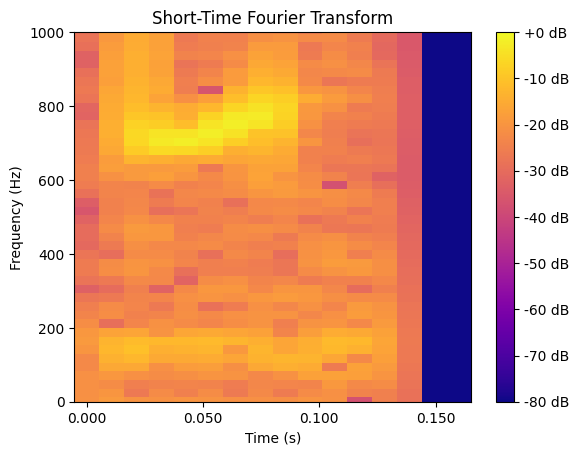 Short-Time Fourier Transform
1000
800
600
400
200
0
Frequency (Hz)
0.000
0.050
0.100
0.150
Time (s)
+0 dB
-10 dB
-20 dB
-30 dB
-40 dB
-50 dB
-60 dB
-70 dB
-80 dB